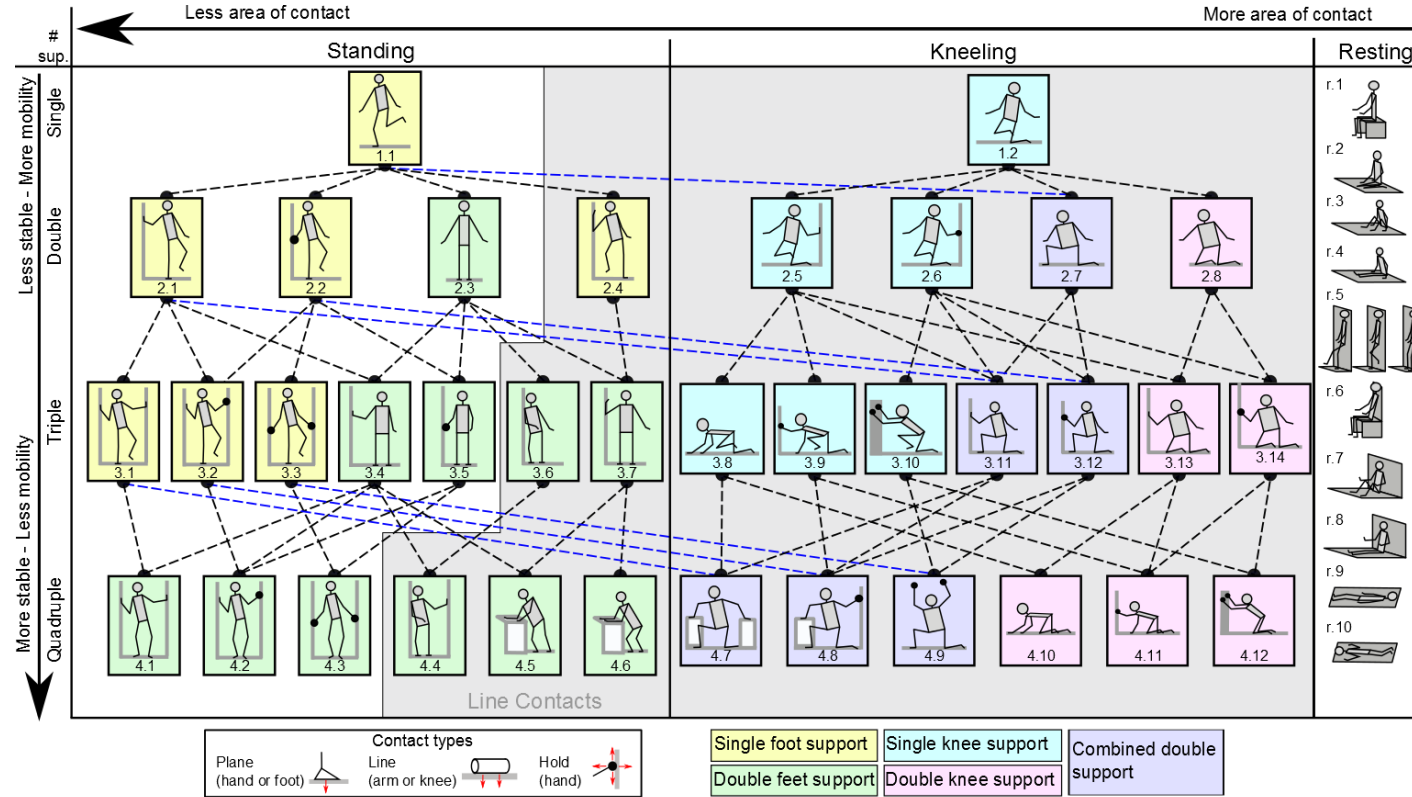 Less area of contact
More area of contact
# sup.
Standing
Kneeling
Resting
Less stable - More mobility
More stable - Less mobility
Single
1.1
1.2
Double
2.1
2.2
2.3
2.4
2.5
2.6
2.7
2.8
Triple
3.1
3.2
3.3
3.4
3.5
3.6
3.7
3.8
3.9
3.10
3.11
3.12
3.13
3.14
Quadruple
4.1
4.2
4.3
4.4
4.5
4.6
4.7
4.8
4.9
4.10
4.11
4.12
Line Contacts
r.1
r.2
r.3
r.4
r.5
r.6
r.7
r.8
r.9
r.10
Contact types
Plane
(hand or foot)
Line
(arm or knee)
Hold
(hand)
Single foot support
Double feet support
Single knee support
Double knee support
Combined double
support